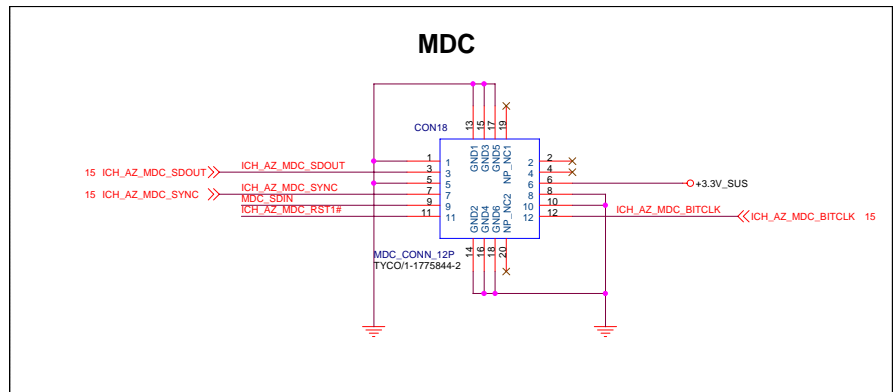 MDC
13 15 17 19
CON18
GND1 GND3 GND5 NP_NC1
1 1 2 2
15 ICH_AZ_MDC_SDOUT ICH_AZ_MDC_SDOUT 3 3 4 4
5 5 6 6 +3.3V_SUS
15 ICH_AZ_MDC_SYNC ICH_AZ_MDC_SYNC 7 7 8 8
MDC_SDIN 9 9 10 10
ICH_AZ_MDC_RST1# 11 11 12 12 ICH_AZ_MDC_BITCLK ICH_AZ_MDC_BITCLK 15
GND2 GND4 GND6 NP_NC2
MDC_CONN_12P
14 16 18 20
TYCO/1-1775844-2